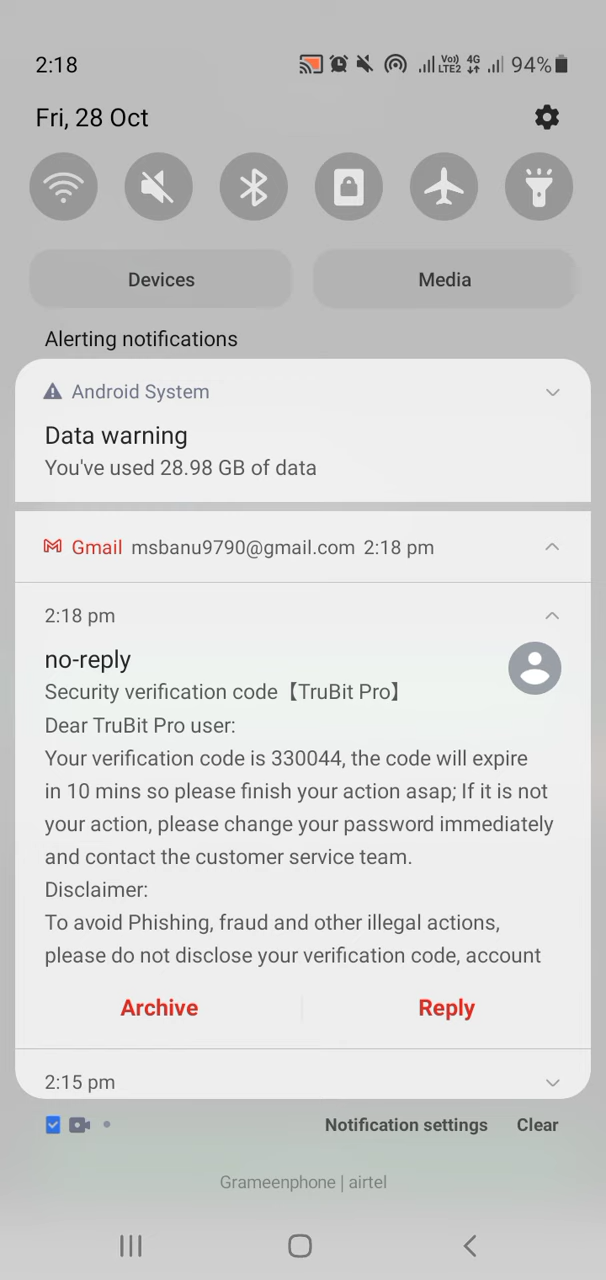 2:18 Vo)) LTE2 4G 94%
Fri, 28 Oct
Devices Media
Alerting notifications
Android System
Data warning
You've used 28.98 GB of data
Gmail msbanu9790@gmail.com 2:18 pm
2:18 pm
no-reply
Security verification code【TruBit Pro】
Dear TruBit Pro user:
Your verification code is 330044, the code will expire
in 10 mins so please finish your action asap; If it is not
your action, please change your password immediately
and contact the customer service team.
Disclaimer:
To avoid Phishing, fraud and other illegal actions,
please do not disclose your verification code, account
Archive Reply
2:15 pm
Notification settings Clear
Grameenphone | airtel